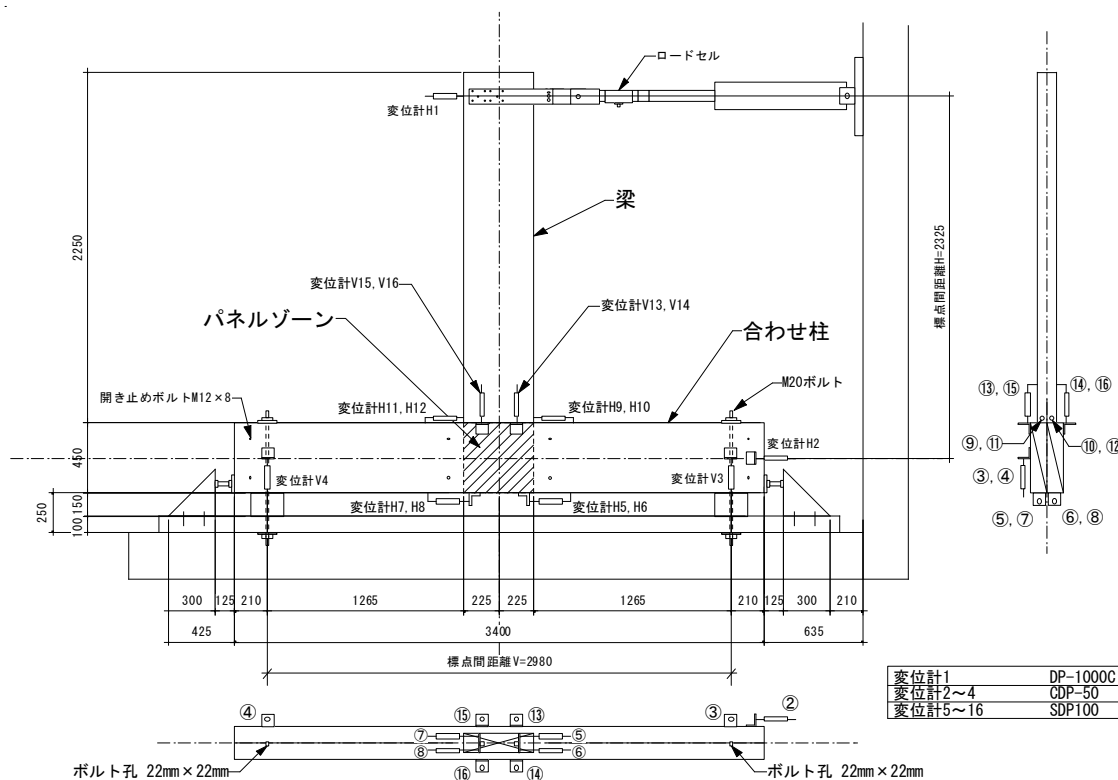 ロードセル
変位計H1
梁
2250
標点間距離H=2325
変位計V15, V16
変位計V13, V14
パネルゾーン
合わせ柱
開き止めボルトM12×8
変位計H11, H12
変位計H9, H10
M20ボルト
変位計H2
450
変位計V4
変位計V3
変位計H7, H8
変位計H5, H6
250
150
100
⑬, ⑮
⑭, ⑯
⑨, ⑪
⑩, ⑫
③, ④
⑤, ⑦
⑥, ⑧
300 125 210 1265 225 225 1265 210 125 300 210
425 3400 635
標点間距離V=2980
変位計1 DP-1000C
変位計2~4 CDP-50
変位計5~16 SDP100
④ ⑮ ⑬ ③ ②
⑦ ⑤
⑧ ⑥
⑯ ⑭
ボルト孔 22mm×22mm
ボルト孔 22mm×22mm